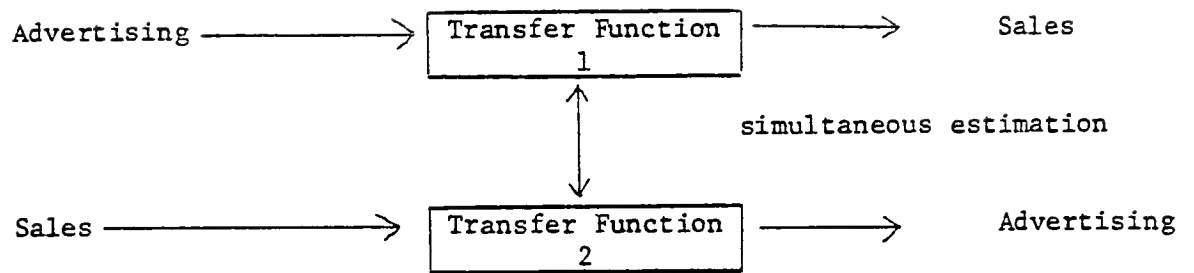 Advertising
Transfer Function
1
Sales
simultaneous estimation
Sales
Transfer Function
2
Advertising